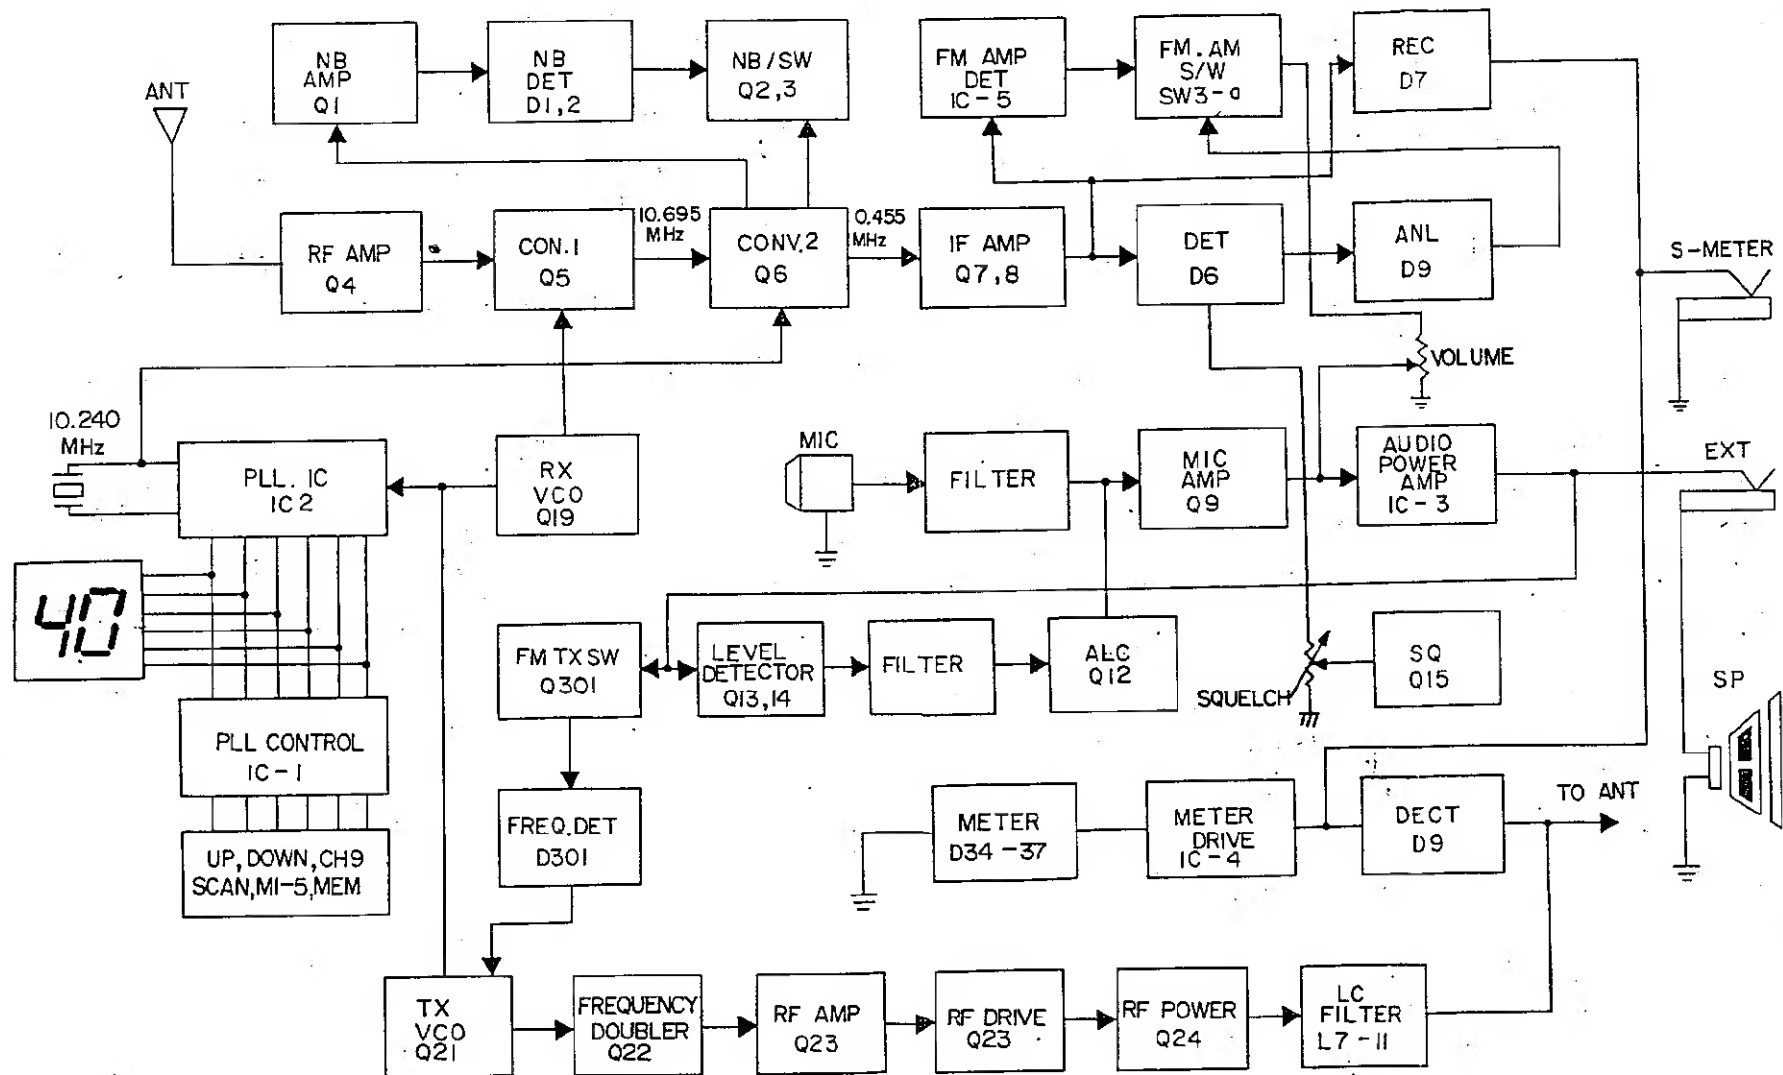 NB
AMP
Q1
NB
DET
D1,2
NB/SW
Q2,3
FM AMP
DET
IC-5
FM.AM
S/W
SW3-a
REC
D7
ANT
RF AMP
Q4
CON.1
Q5
10.695
MHz
CONV.2
Q6
0.455
MHz
IF AMP
Q7,8
DET
D6
ANL
D9
S-METER
VOLUME
10.240
MHz
PLL.IC
IC2
RX
VCO
Q19
MIC
FILTER
MIC
AMP
Q9
AUDIO
POWER
AMP
IC-3
EXT
40
FM TX SW
Q301
LEVEL
DETECTOR
Q13,14
FILTER
ALC
Q12
SQUELCH
SQ
Q15
SP
PLL CONTROL
IC-1
FREQ.DET
D301
METER
D34-37
METER
DRIVE
IC-4
DECT
D9
TO ANT
UP,DOWN,CH9
SCAN,M1-5,MEM
TX
VCO
Q21
FREQUENCY
DOUBLER
Q22
RF AMP
Q23
RF DRIVE
Q23
RF POWER
Q24
LC
FILTER
L7-11